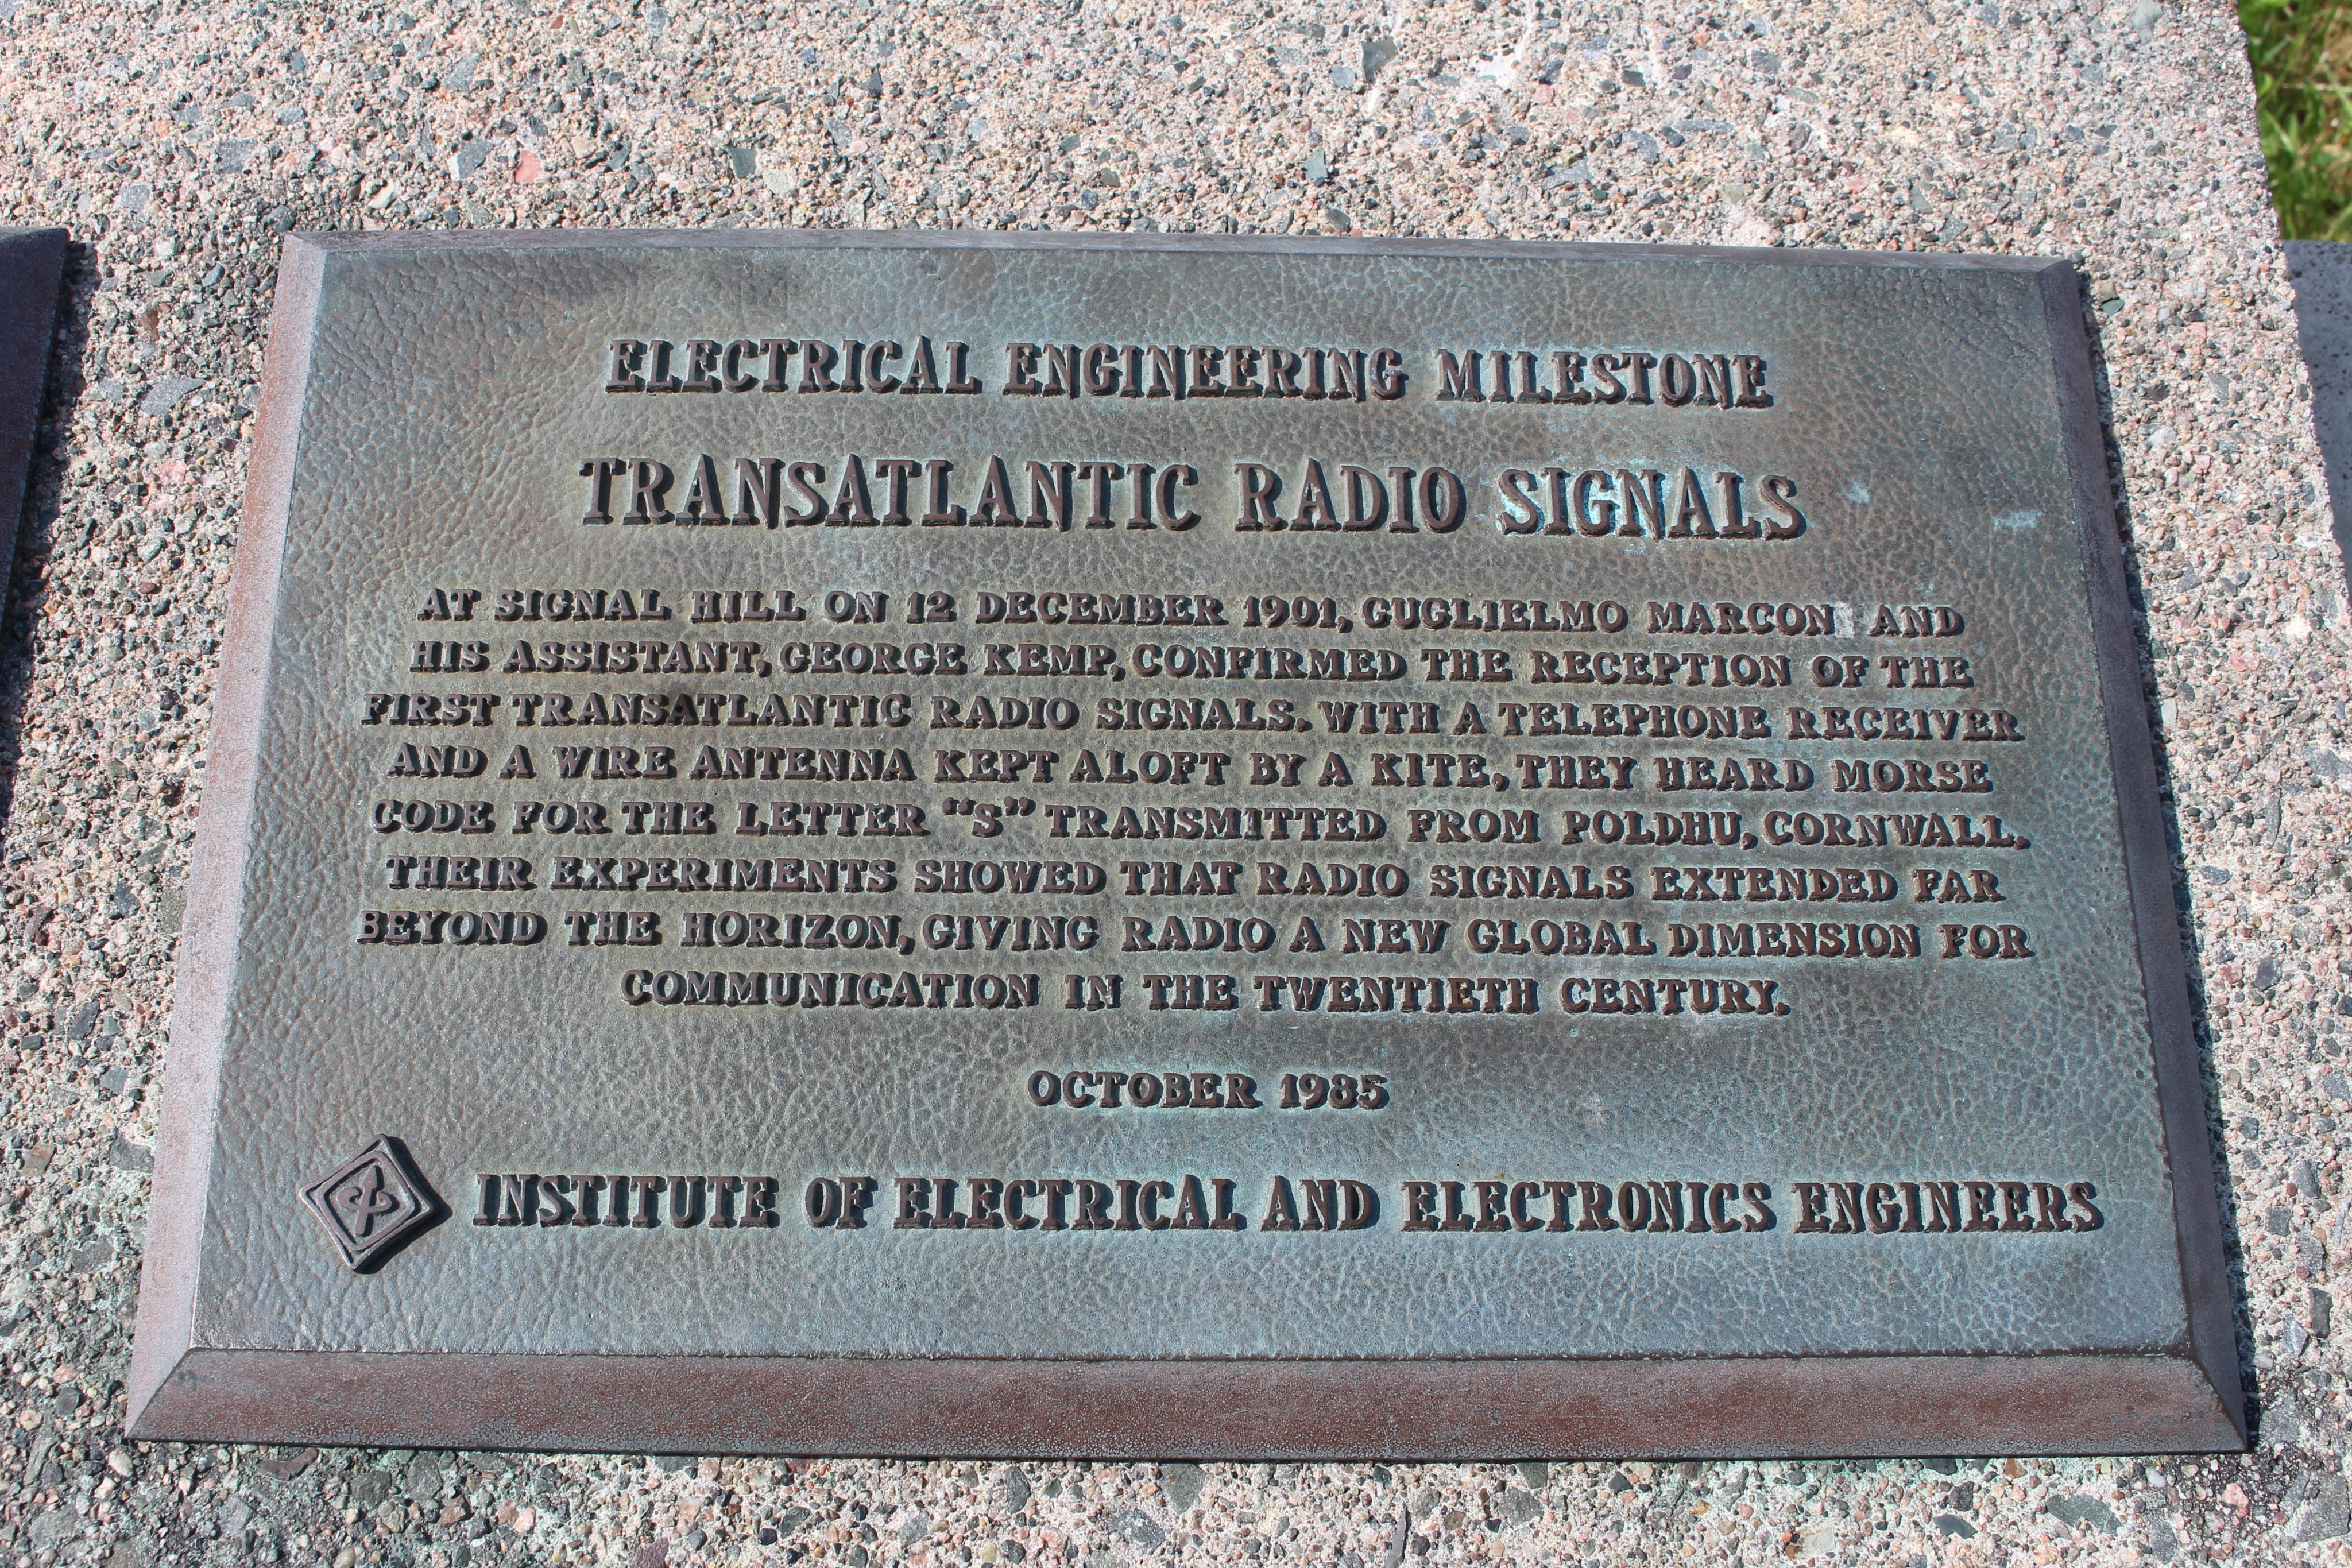 ELECTRICAL ENGINEERING MILESTONE
TRANSATLANTIC RADIO SIGNALS
AT SIGNAL HILL ON 12 DECEMBER 1901, GUGLIELMO MARCON AND
HIS ASSISTANT, GEORGE KEMP, CONFIRMED THE RECEPTION OF THE
FIRST TRANSATLANTIC RADIO SIGNALS. WITH A TELEPHONE RECEIVER
AND A WIRE ANTENNA KEPT ALOFT BY A KITE, THEY HEARD MORSE
CODE FOR THE LETTER "S" TRANSMITTED FROM POLDHU, CORNWALL.
THEIR EXPERIMENTS SHOWED THAT RADIO SIGNALS EXTENDED FAR
BEYOND THE HORIZON, GIVING RADIO A NEW GLOBAL DIMENSION FOR
COMMUNICATION IN THE TWENTIETH CENTURY.
OCTOBER 1985
INSTITUTE OF ELECTRICAL AND ELECTRONICS ENGINEERS